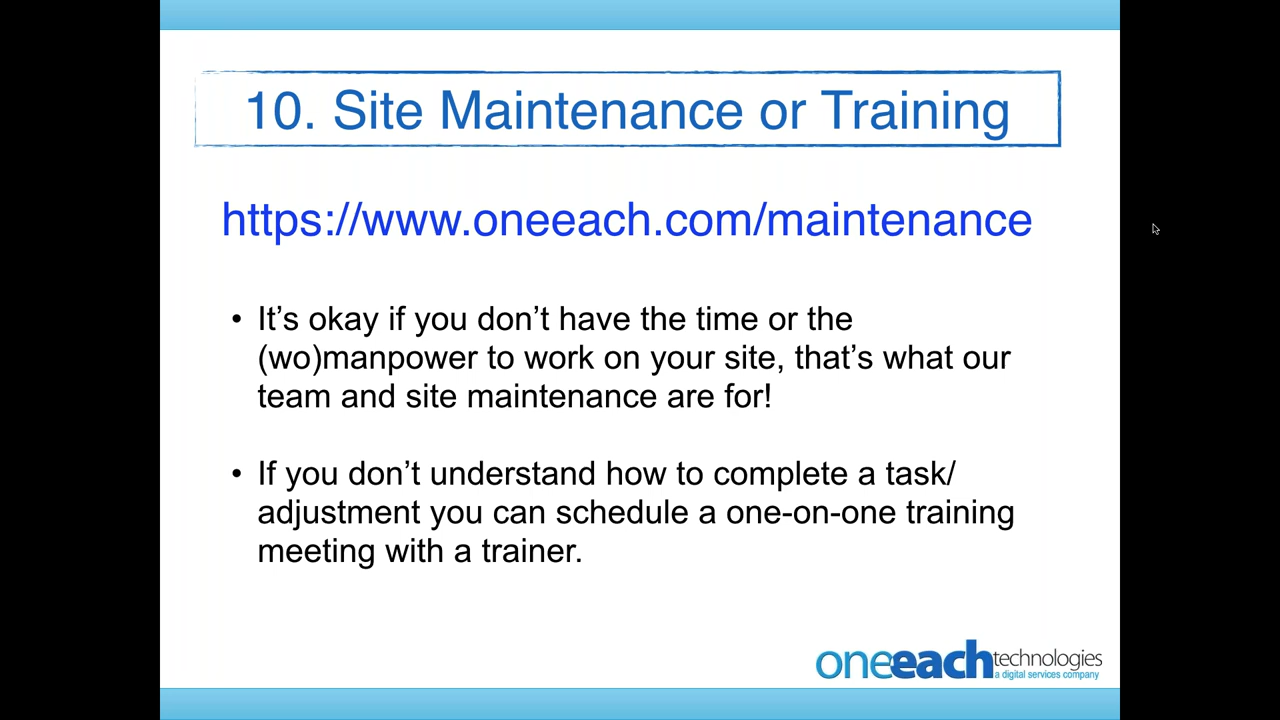 10. Site Maintenance or Training
https://www.oneeach.com/maintenance
• It’s okay if you don’t have the time or the
(wo)manpower to work on your site, that’s what our
team and site maintenance are for!
• If you don’t understand how to complete a task/
adjustment you can schedule a one-on-one training
meeting with a trainer.
oneeach technologies
a digital services company